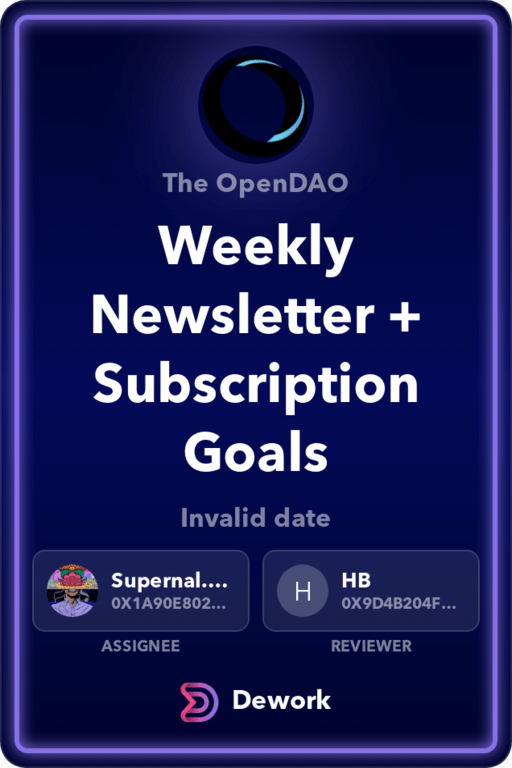 The OpenDAO
Weekly
Newsletter +
Subscription
Goals
Invalid date
Supernal....
0X1A90E802...
ASSIGNEE
H
HB
0X9D4B204F...
REVIEWER
Dework